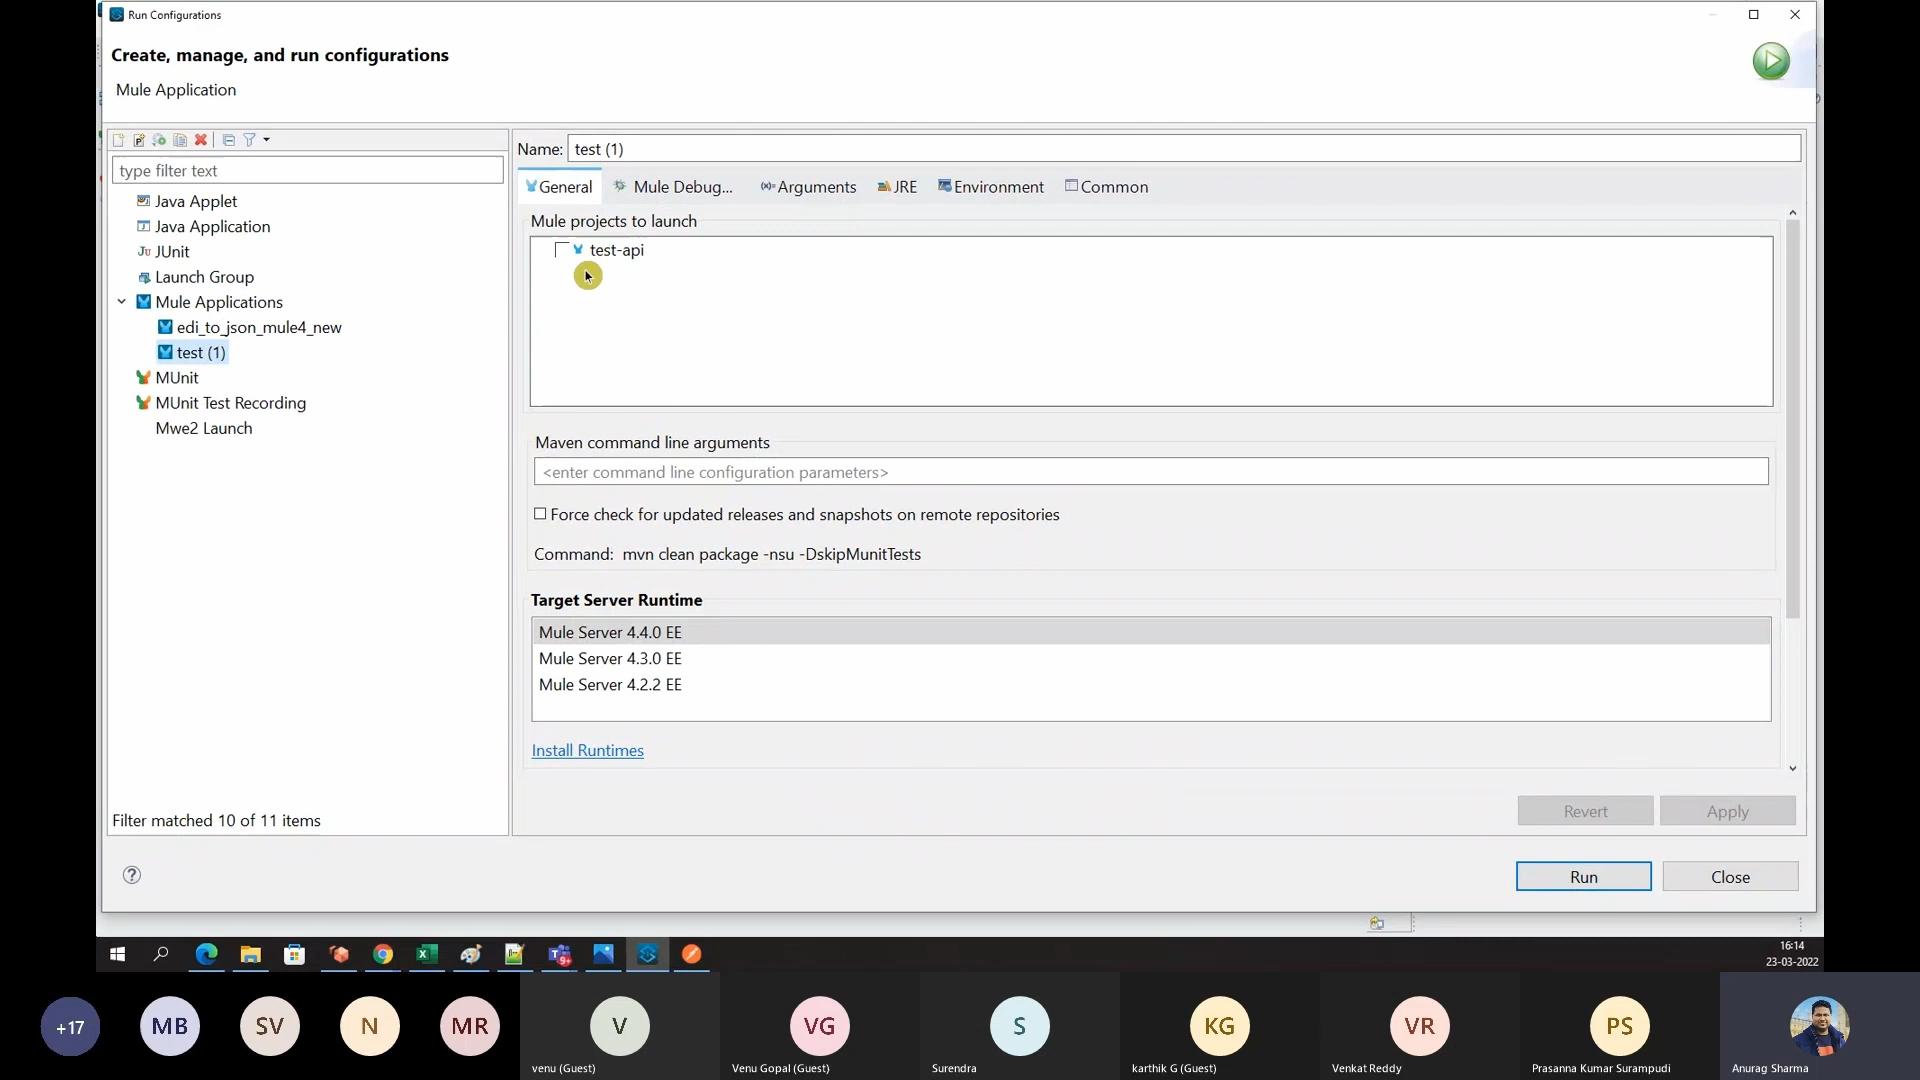 Run Configurations
Create, manage, and run configurations
Mule Application
type filter text
Java Applet
Java Application
Ju JUnit
Launch Group
Mule Applications
edi_to_json_mule4_new
test (1)
MUnit
MUnit Test Recording
Mwe2 Launch
Filter matched 10 of 11 items
Name: test (1)
General
Mule Debug...
(x)= Arguments
JRE
Environment
Common
Mule projects to launch
test-api
Maven command line arguments
<enter command line configuration parameters>
Force check for updated releases and snapshots on remote repositories
Command: mvn clean package -nsu -DskipMunitTests
Target Server Runtime
Mule Server 4.4.0 EE
Mule Server 4.3.0 EE
Mule Server 4.2.2 EE
Install Runtimes
Revert
Apply
Run
Close
16:14
23-03-2022
+17
MB
SV
N
MR
V
venu (Guest)
VG
Venu Gopal (Guest)
S
Surendra
KG
karthik G (Guest)
VR
Venkat Reddy
PS
Prasanna Kumar Surampudi
Anurag Sharma